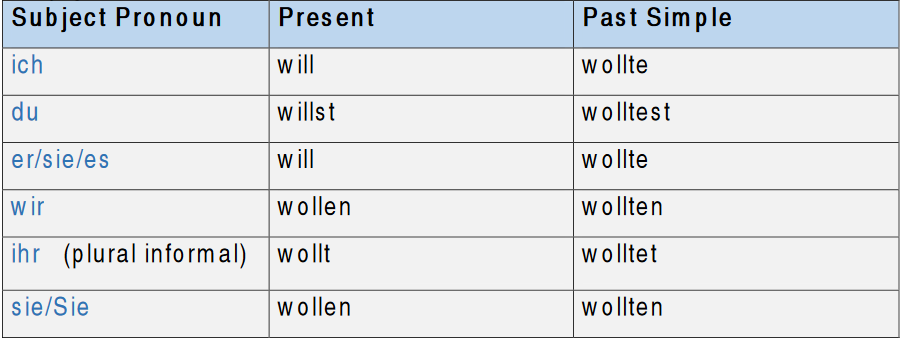 Subject Pronoun Present Past Simple
ich will wollte
du willst wolltest
er/sie/es will wollte
wir wollen wollten
ihr (plural informal) wollt wolltet
sie/Sie wollen wollten